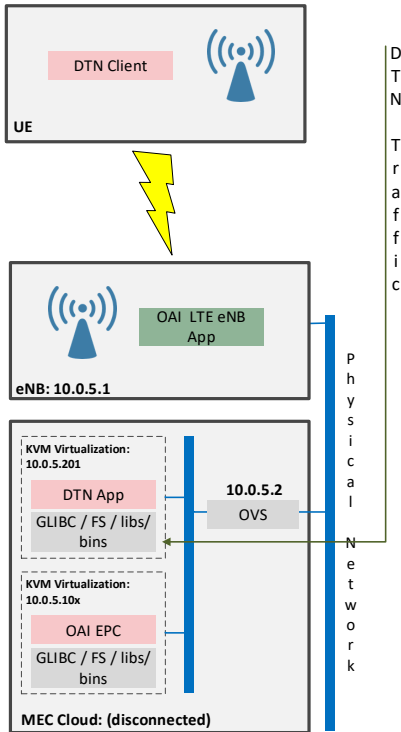 DTN Client
UE
DTN Traffic
OAI LTE eNB
App
eNB: 10.0.5.1
Physical Network
KVM Virtualization:
10.0.5.201
DTN App
GLIBC / FS / libs/
bins
10.0.5.2
OVS
KVM Virtualization:
10.0.5.10x
OAI EPC
GLIBC / FS / libs/
bins
MEC Cloud: (disconnected)